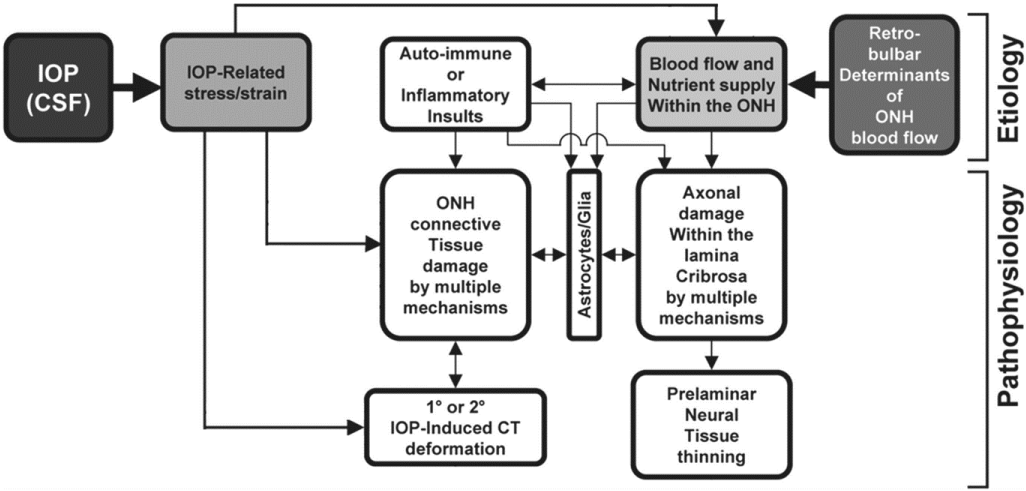 IOP
(CSF)
IOP-Related
stress/strain
Auto-immune
or
Inflammatory
Insults
Blood flow and
Nutrient supply
Within the ONH
Retro-
bulbar
Determinants
of
ONH
blood flow
Etiology
ONH
connective
Tissue
damage
by multiple
mechanisms
Astrocytes/Glia
Axonal
damage
Within the
lamina
Cribrosa
by multiple
mechanisms
Pathophysiology
1° or 2°
IOP-Induced CT
deformation
Prelaminar
Neural
Tissue
thinning